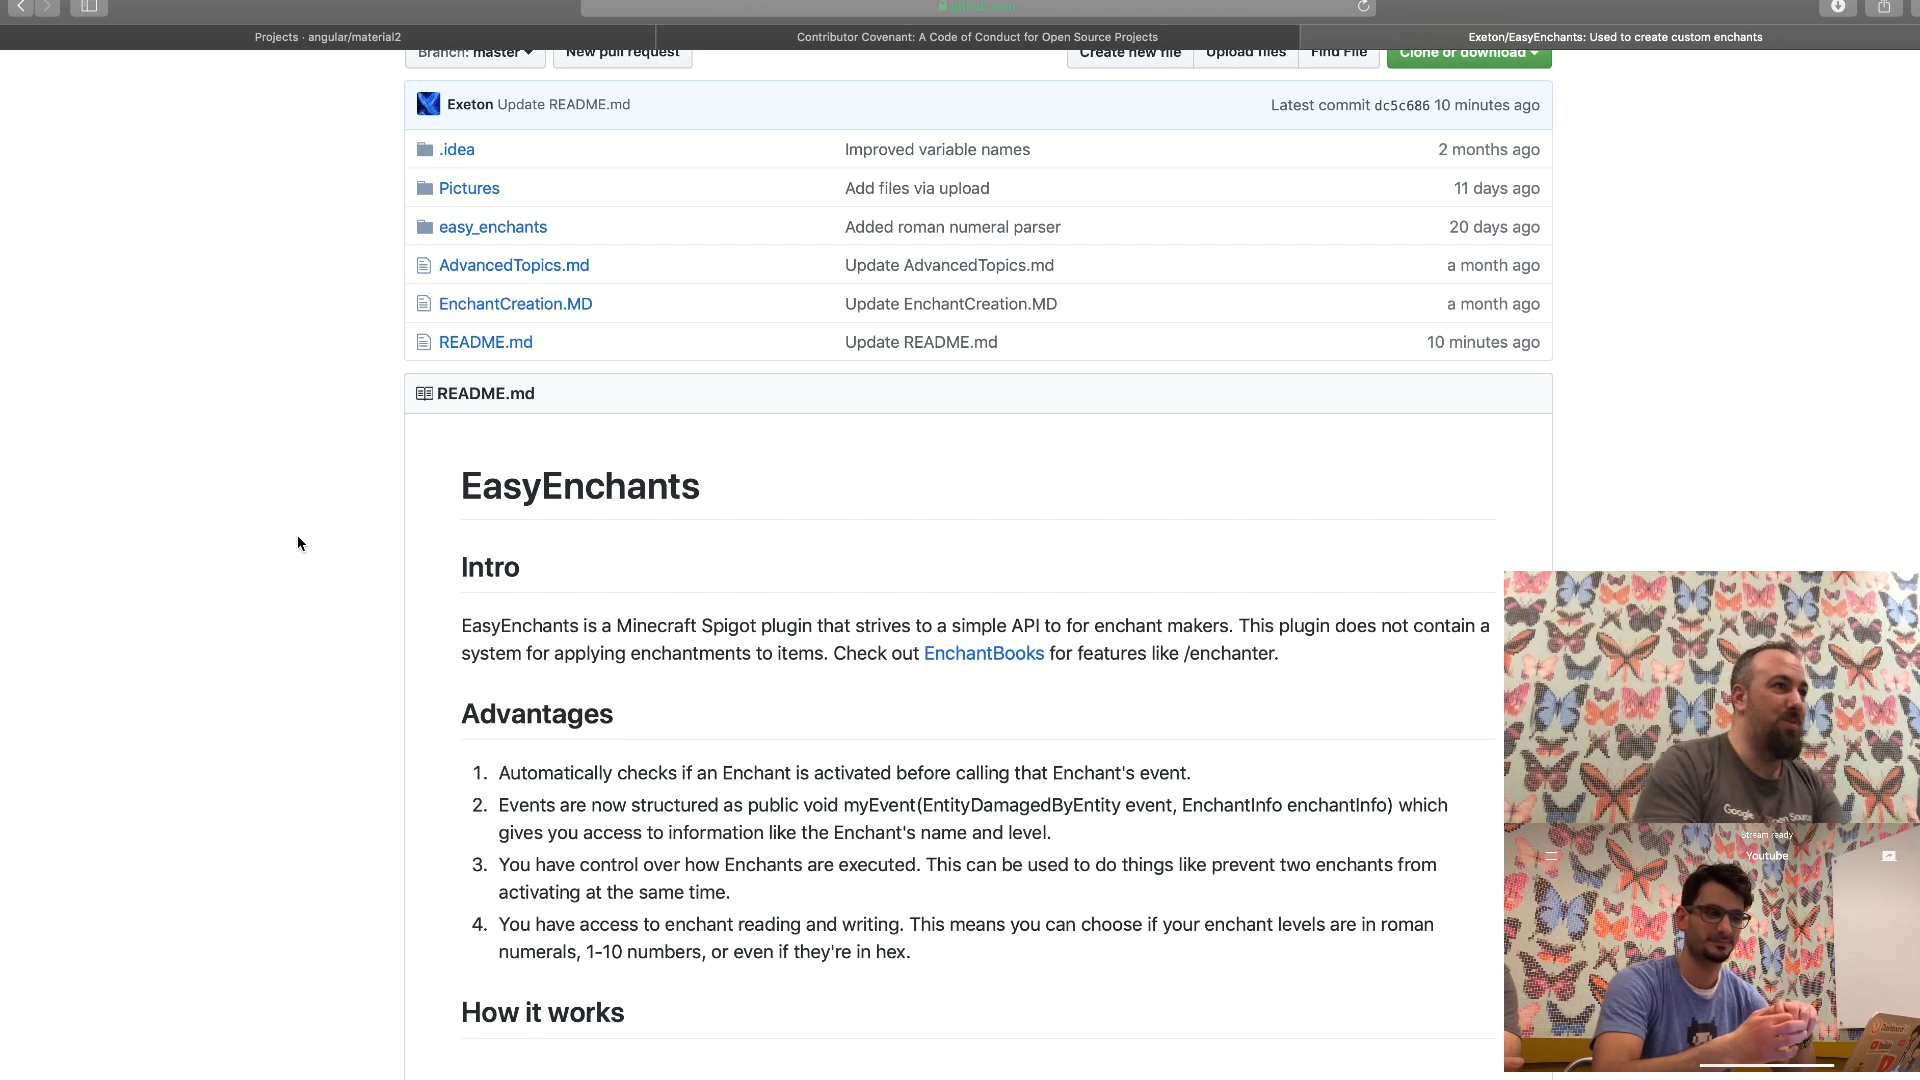 github.com
Projects · angular/material2
Contributor Covenant: A Code of Conduct for Open Source Projects
Exeton/EasyEnchants: Used to create custom enchants
Branch: master
New pull request
Create new file
Upload files
Find File
Clone or download
Exeton Update README.md
Latest commit dc5c686 10 minutes ago
.idea
Improved variable names
2 months ago
Pictures
Add files via upload
11 days ago
easy_enchants
Added roman numeral parser
20 days ago
AdvancedTopics.md
Update AdvancedTopics.md
a month ago
EnchantCreation.MD
Update EnchantCreation.MD
a month ago
README.md
Update README.md
10 minutes ago
README.md
EasyEnchants
Intro
EasyEnchants is a Minecraft Spigot plugin that strives to a simple API to for enchant makers. This plugin does not contain a
system for applying enchantments to items. Check out EnchantBooks for features like /enchanter.
Advantages
1. Automatically checks if an Enchant is activated before calling that Enchant's event.
2. Events are now structured as public void myEvent(EntityDamagedByEntity event, EnchantInfo enchantInfo) which
gives you access to information like the Enchant's name and level.
3. You have control over how Enchants are executed. This can be used to do things like prevent two enchants from
activating at the same time.
4. You have access to enchant reading and writing. This means you can choose if your enchant levels are in roman
numerals, 1-10 numbers, or even if they're in hex.
How it works
Google
Open Source
Stream ready
Youtube